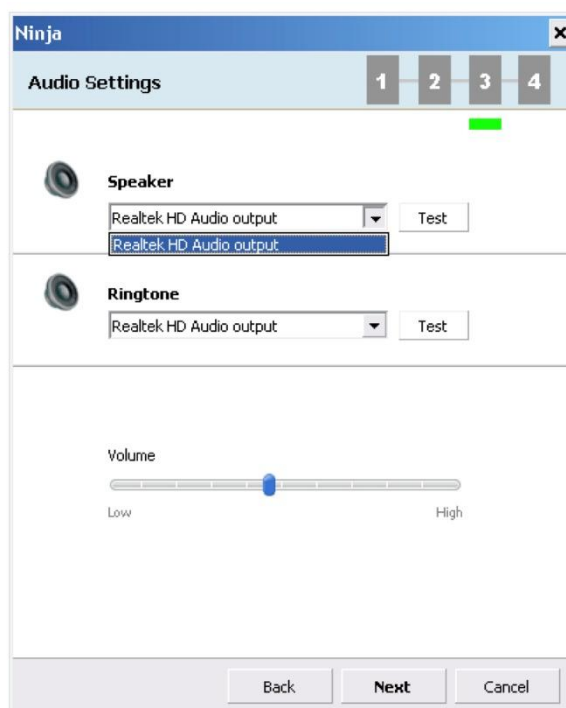 Ninja
Audio Settings
1 2 3 4
Speaker
Realtek HD Audio output Test
Realtek HD Audio output
Ringtone
Realtek HD Audio output Test
Volume
Low High
Back Next Cancel